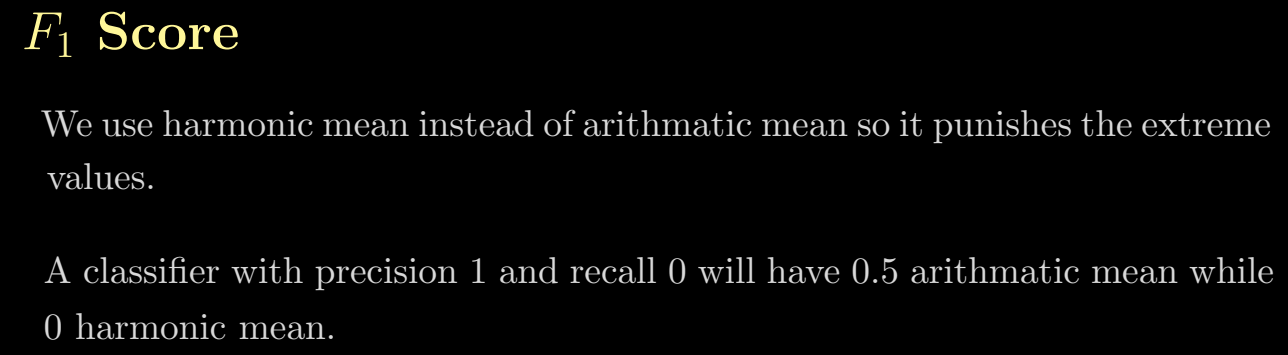 F₁ Score
We use harmonic mean instead of arithmatic mean so it punishes the extreme
values.
A classifier with precision 1 and recall 0 will have 0.5 arithmatic mean while
0 harmonic mean.